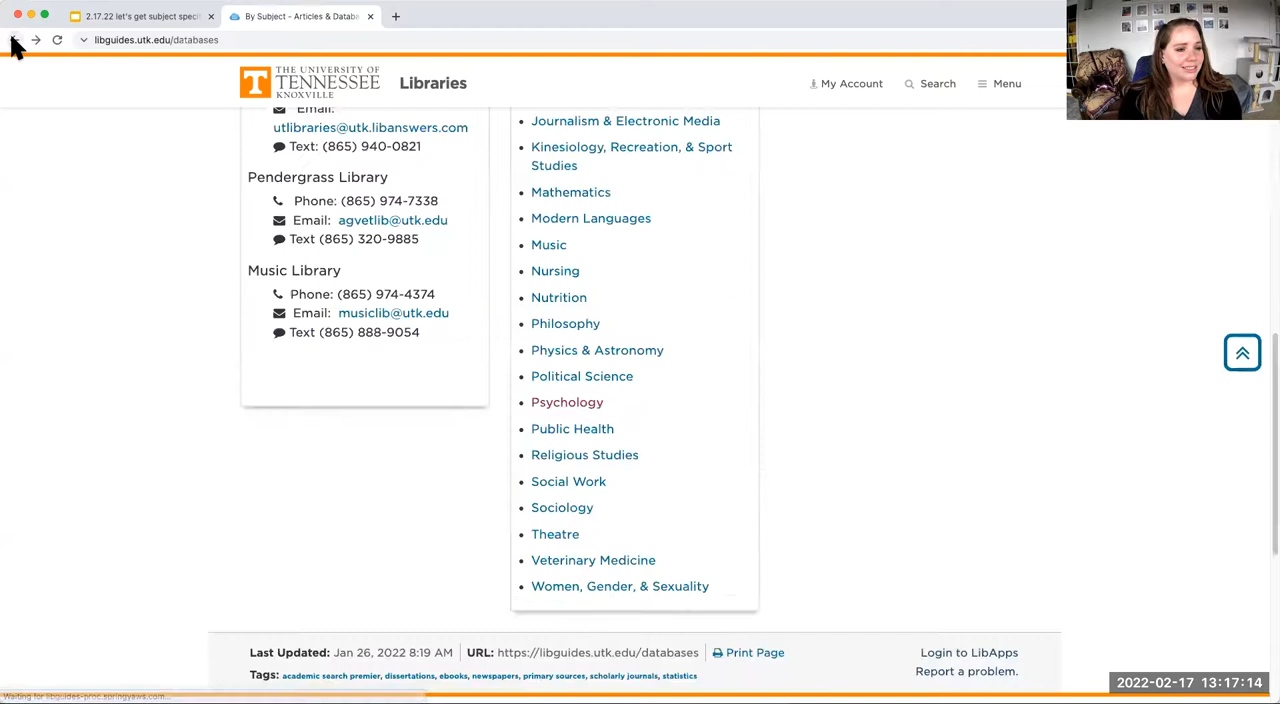 2.17.22 let's get subject speci
By Subject - Articles & Databa
libguides.utk.edu/databases
THE UNIVERSITY OF
TENNESSEE
KNOXVILLE
Libraries
My Account
Search
Menu
Email:
utlibraries@utk.libanswers.com
Text: (865) 940-0821
Pendergrass Library
Phone: (865) 974-7338
Email: agvetlib@utk.edu
Text (865) 320-9885
Music Library
Phone: (865) 974-4374
Email: musiclib@utk.edu
Text (865) 888-9054
Journalism & Electronic Media
Kinesiology, Recreation, & Sport
Studies
Mathematics
Modern Languages
Music
Nursing
Nutrition
Philosophy
Physics & Astronomy
Political Science
Psychology
Public Health
Religious Studies
Social Work
Sociology
Theatre
Veterinary Medicine
Women, Gender, & Sexuality
Last Updated: Jan 26, 2022 8:19 AM
URL: https://libguides.utk.edu/databases
Print Page
Login to LibApps
Report a problem.
Tags: academic search premier, dissertations, ebooks, newspapers, primary sources, scholarly journals, statistics
Waiting for libguides-proc.springyaws.com...
2022-02-17 13:17:14